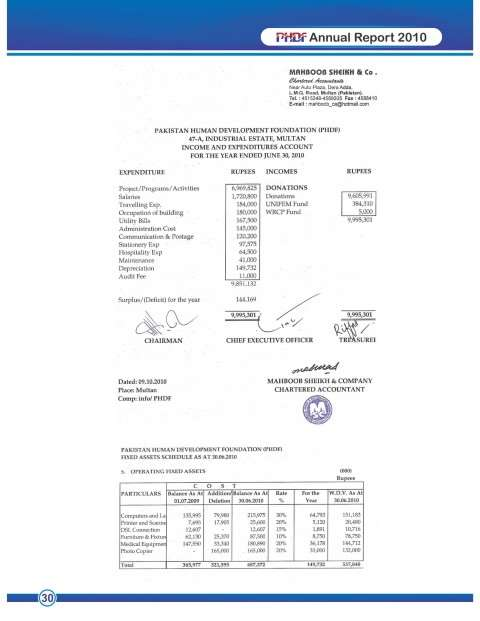 PHDF Annual Report 2010
MAHBOOB SHEIKH & Co .
Chartered Accountants
Near Auto Plaza, Dera Adda,
L.M.Q. Road, Multan (Pakistan).
E-mail : mahboob_co@hotmail.com
PAKISTAN HUMAN DEVELOPMENT FOUNDATION (PHDF)
47-A, INDUSTRIAL ESTATE, MULTAN
INCOME AND EXPENDITURES ACCOUNT
FOR THE YEAR ENDED JUNE 30, 2010
EXPENDITURE RUPEES INCOMES RUPEES
Project/Programs/Activities 6,969,825 DONATIONS
Salaries 1,720,800 Donations 9,605,991
Travelling Exp. 184,000 UNIFEM Fund 384,310
Occupation of building 180,000 WRCP Fund 5,000
Utility Bills 167,500 9,995,301
Administration Cost 145,000
Communication & Postage 120,200
Stationery Exp 97,575
Hospitality Exp 64,500
Maintenance 41,000
Depreciation 149,732
Audit Fee 11,000
9,851,132
Surplus/(Deficit) for the year 144,169
9,995,301 9,995,301
CHAIRMAN CHIEF EXECUTIVE OFFICER TREASURER
Dated: 09.10.2010 MAHBOOB SHEIKH & COMPANY
Place: Multan CHARTERED ACCOUNTANT
Comp: info/ PHDF
PAKISTAN HUMAN DEVELOPMENT FOUNDATION (PHDF)
FIXED ASSETS SCHEDULE AS AT 30.06.2010
5. OPERATING FIXED ASSETS (000)
Rupees
C O S T
PARTICULARS Balance As At Addition/ Balance As At Rate For the W.D.V. As At
01.07.2009 Deletion 30.06.2010 % Year 30.06.2010
Computers and La 135,995 79,980 215,975 30% 64,793 151,183
Printer and Scanne 7,695 17,905 25,600 20% 5,120 20,480
DSL Connection 12,607 - 12,607 15% 1,891 10,716
Furniture & Fixtur 62,130 25,370 87,500 10% 8,750 78,750
Medical Equipmen 147,550 33,340 180,890 20% 36,178 144,712
Photo Copier - 165,000 165,000 20% 33,000 132,000
Total 365,977 321,595 687,572 149,732 537,840
30